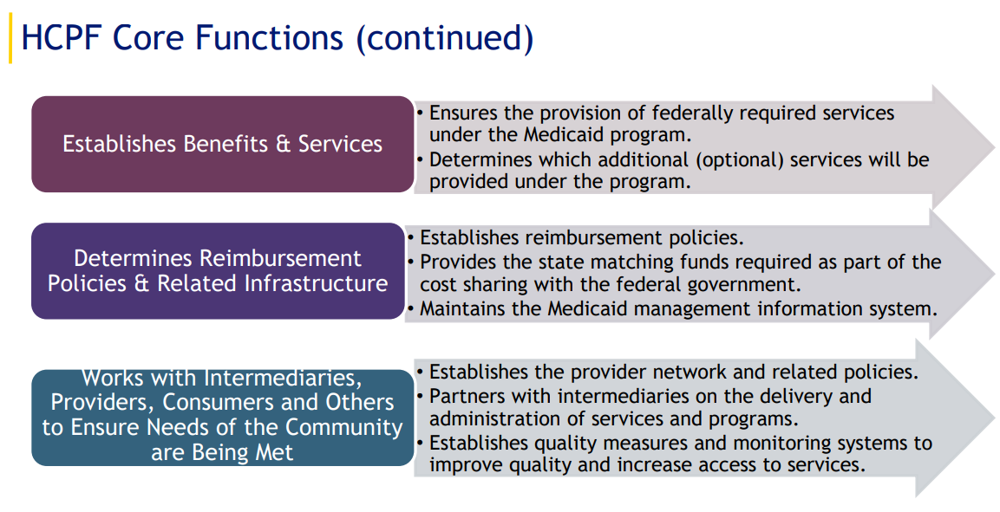 HCPF Core Functions (continued)
Establishes Benefits & Services
• Ensures the provision of federally required services
under the Medicaid program.
• Determines which additional (optional) services will be
provided under the program.
Determines Reimbursement
Policies & Related Infrastructure
• Establishes reimbursement policies.
• Provides the state matching funds required as part of the
cost sharing with the federal government.
• Maintains the Medicaid management information system.
Works with Intermediaries,
Providers, Consumers and Others
to Ensure Needs of the Community
are Being Met
• Establishes the provider network and related policies.
• Partners with intermediaries on the delivery and
administration of services and programs.
• Establishes quality measures and monitoring systems to
improve quality and increase access to services.